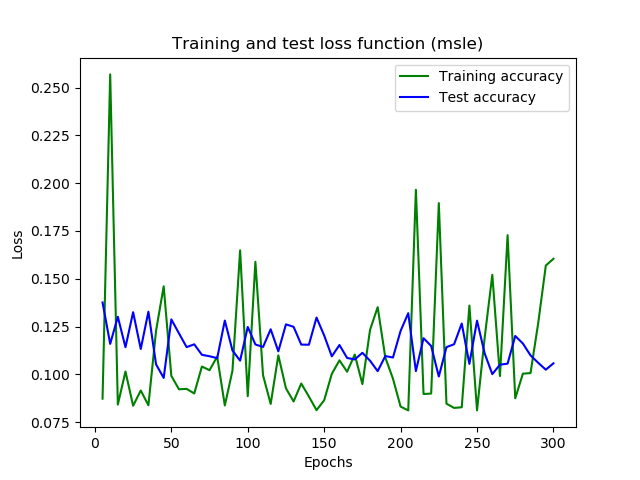 Training and test loss function (msle)
Training accuracy
Test accuracy
0.250
0.225
0.200
0.175
0.150
0.125
0.100
0.075
Loss
0 50 100 150 200 250 300
Epochs